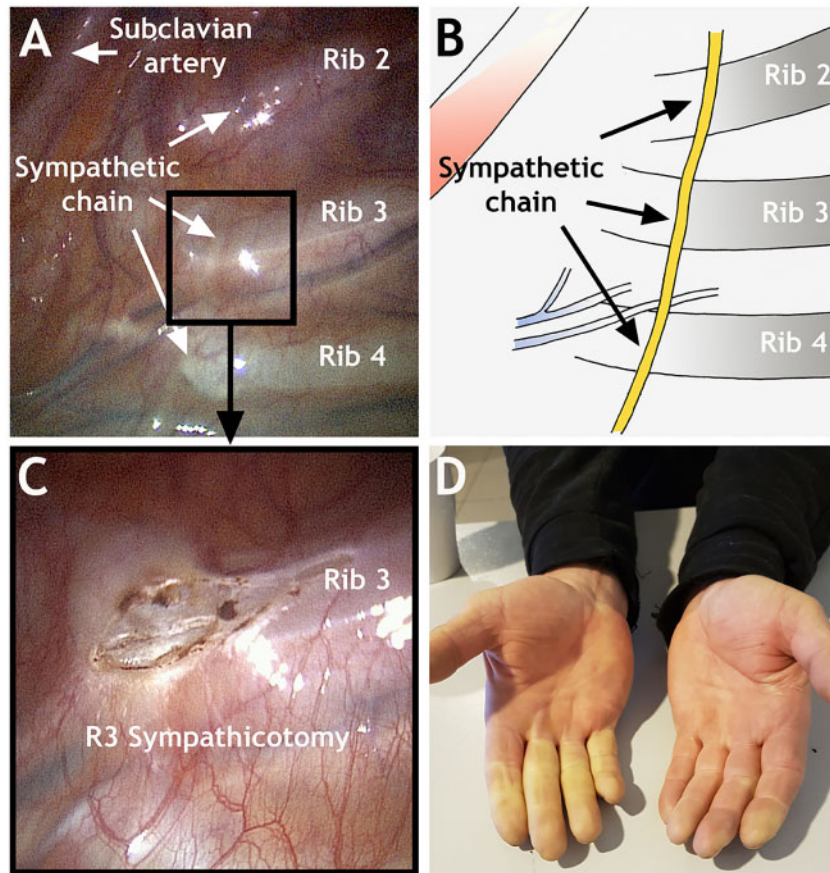 A
Subclavian
artery
Rib 2
Sympathetic
chain
Rib 3
Rib 4
B
Rib 2
Sympathetic
chain
Rib 3
Rib 4
C
Rib 3
R3 Sympathicotomy
D